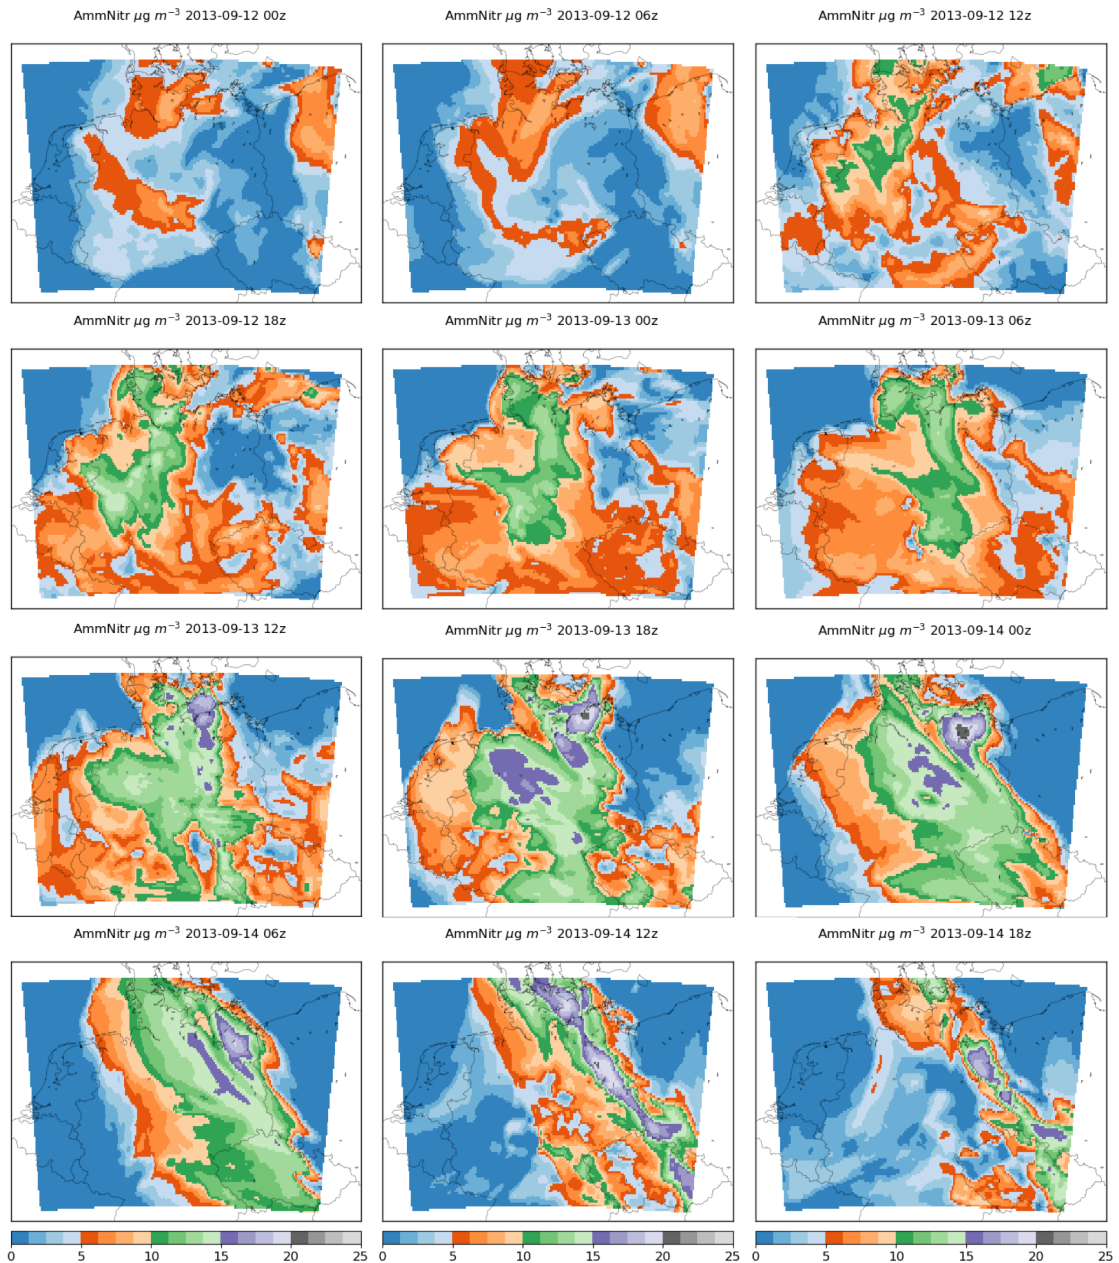 AmmNitr μg m⁻³ 2013-09-12 00z
AmmNitr μg m⁻³ 2013-09-12 06z
AmmNitr μg m⁻³ 2013-09-12 12z
AmmNitr μg m⁻³ 2013-09-12 18z
AmmNitr μg m⁻³ 2013-09-13 00z
AmmNitr μg m⁻³ 2013-09-13 06z
AmmNitr μg m⁻³ 2013-09-13 12z
AmmNitr μg m⁻³ 2013-09-13 18z
AmmNitr μg m⁻³ 2013-09-14 00z
AmmNitr μg m⁻³ 2013-09-14 06z
AmmNitr μg m⁻³ 2013-09-14 12z
AmmNitr μg m⁻³ 2013-09-14 18z
0 5 10 15 20 25
0 5 10 15 20 25
0 5 10 15 20 25